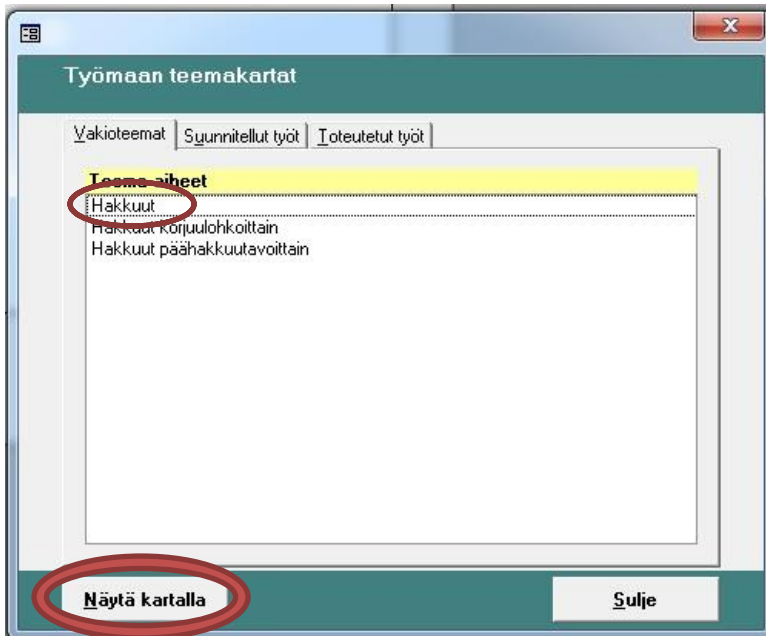 Työmaan teemakartat
Vakioteemat Suunnitellut työt Toteutetut työt
Teema-aiheet
Hakkuut
Hakkuut korjuulohkoittain
Hakkuut päähakkuutavoittain
Näytä kartalla Sulje